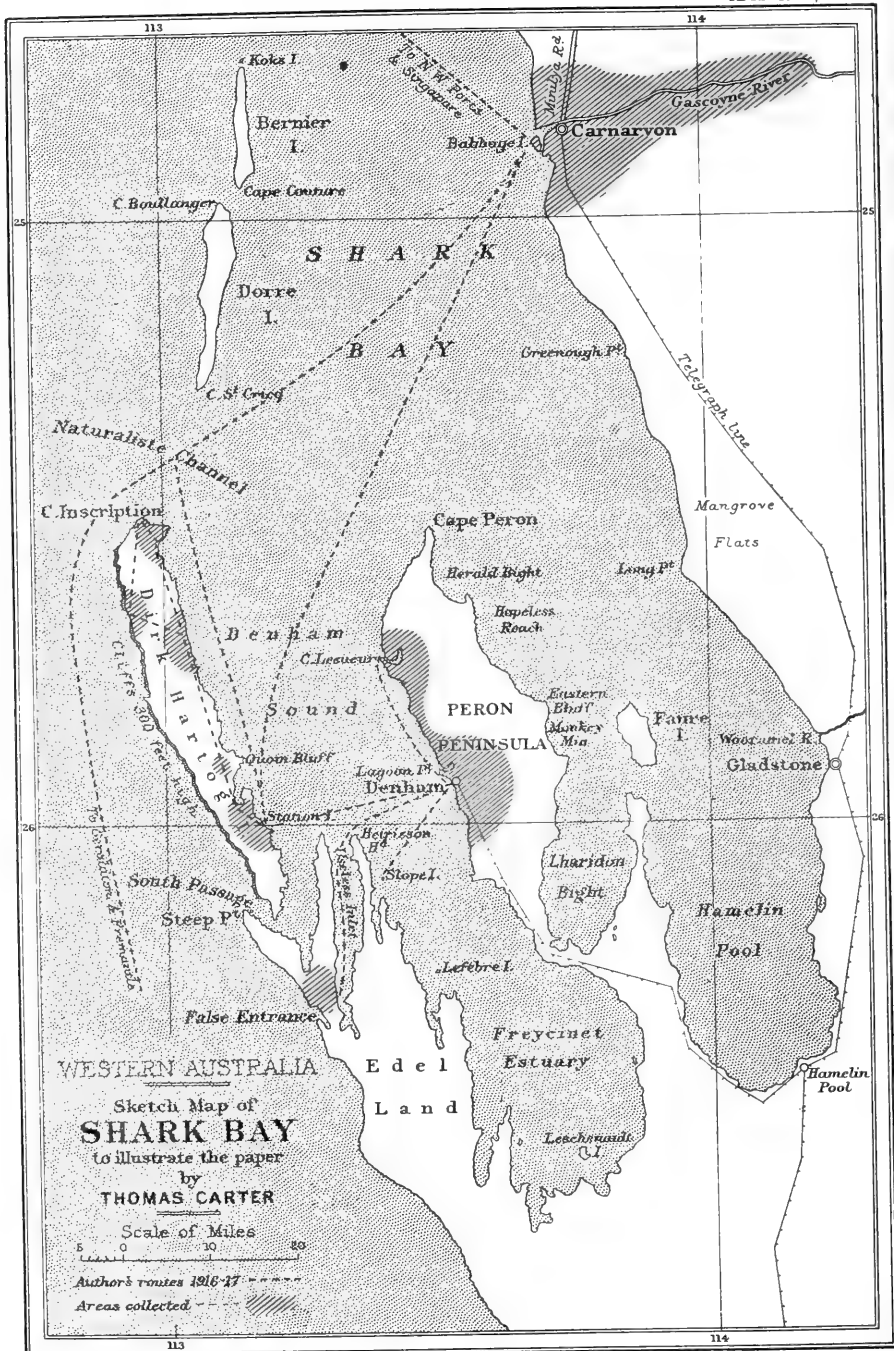 113
114
Koks I.
Bernier
I.
Cape Couture
C. Boullanger
To N.W Ports
& Singapore
Minilya Rd
Gascoyne River
Carnarvon
Babbage I.
25
25
SHARK
BAY
Dorre
I.
C. St Cricq
Greenough Pt
Telegraph line
Naturaliste Channel
C. Inscription
Cape Peron
Mangrove
Flats
Herald Bight
Long Pt
Hopeless
Reach
Dirk Hartog
Cliffs 300 feet high
Denham
Sound
C. Lesueur
PERON
PENINSULA
Eastern
Bluff
Monkey
Mia
Faure
I.
Wooramel R.
Gladstone
Quoin Bluff
Lagoon Pt
Denham
Station I.
26
26
Heirisson
Hd
Useless Inlet
Slope I.
Lharidon
Bight
Hamelin
Pool
South Passage
Steep Pt
To Geraldton & Fremantle
Lefebre I.
False Entrance
Freycinet
Estuary
Edel
Land
Hamelin
Pool
WESTERN AUSTRALIA
Sketch Map of
SHARK BAY
to illustrate the paper
by
THOMAS CARTER
Scale of Miles
5 0 10 20
Author's routes 1916-17
Areas collected
113
114